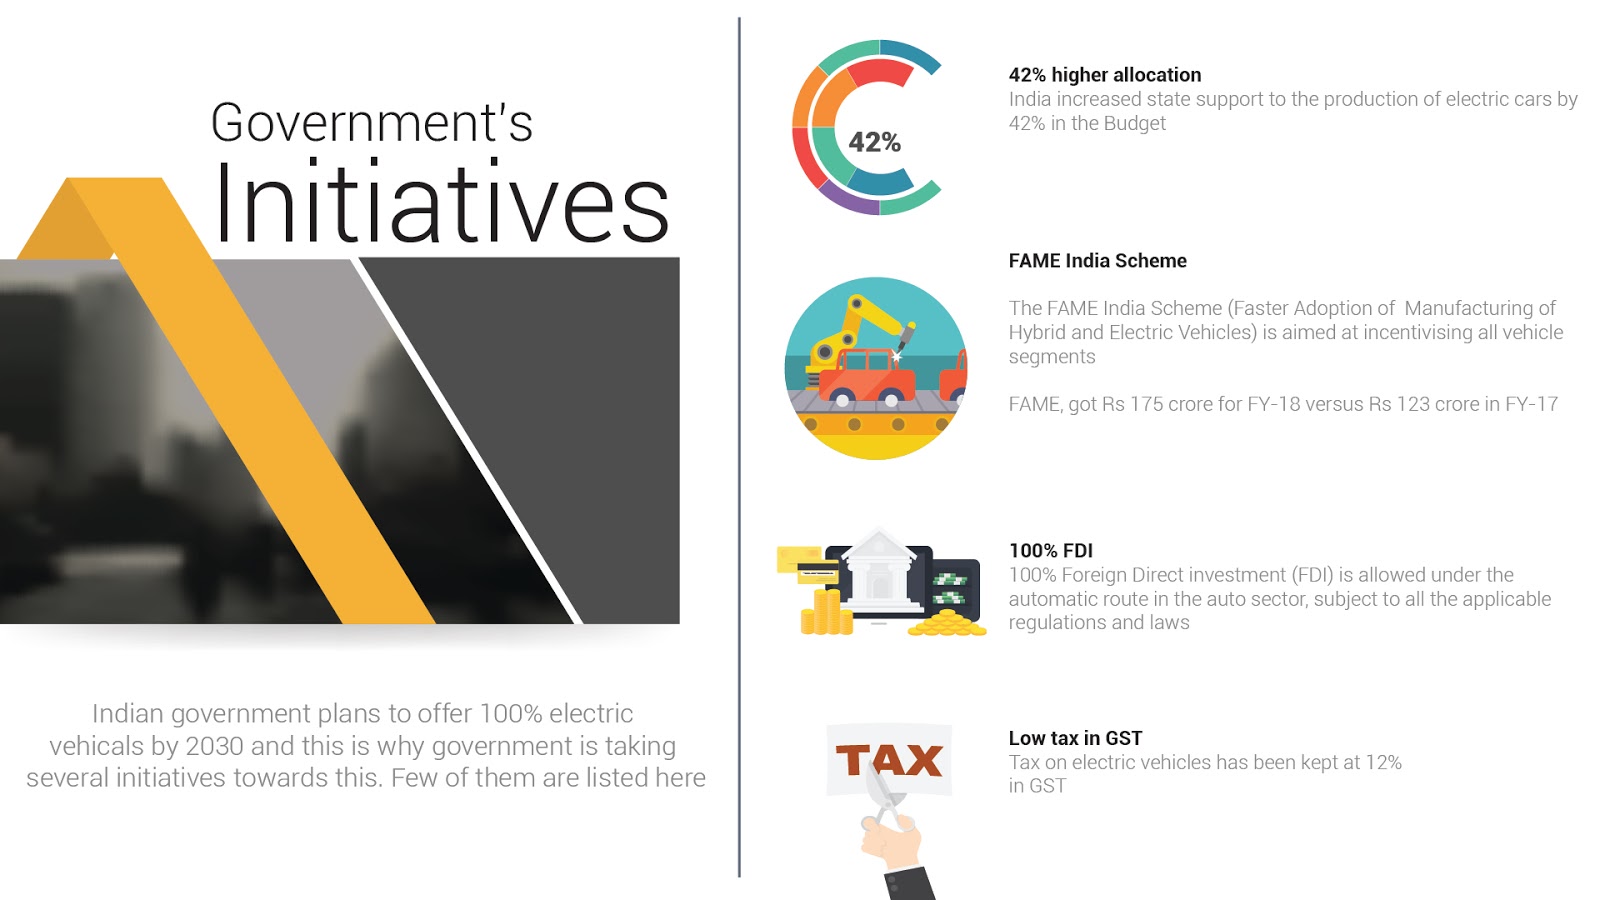 Government's
Initiatives
Indian government plans to offer 100% electric
vehicals by 2030 and this is why government is taking
several initiatives towards this. Few of them are listed here
42%
42% higher allocation
India increased state support to the production of electric cars by
42% in the Budget
FAME India Scheme
The FAME India Scheme (Faster Adoption of Manufacturing of
Hybrid and Electric Vehicles) is aimed at incentivising all vehicle
segments
FAME, got Rs 175 crore for FY-18 versus Rs 123 crore in FY-17
100% FDI
100% Foreign Direct investment (FDI) is allowed under the
automatic route in the auto sector, subject to all the applicable
regulations and laws
TAX
Low tax in GST
Tax on electric vehicles has been kept at 12%
in GST